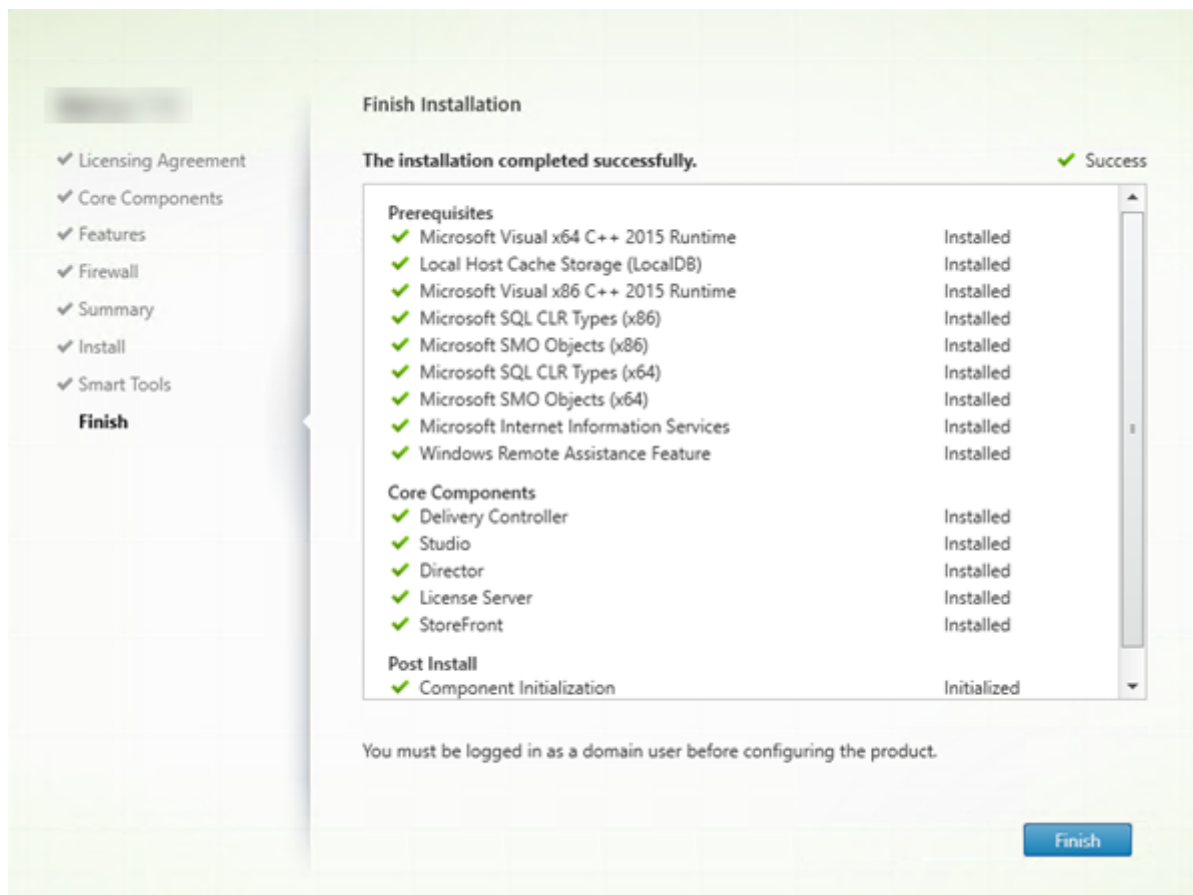 Finish Installation
Licensing Agreement
Core Components
Features
Firewall
Summary
Install
Smart Tools
Finish
The installation completed successfully. Success
Prerequisites
Microsoft Visual x64 C++ 2015 Runtime Installed
Local Host Cache Storage (LocalDB) Installed
Microsoft Visual x86 C++ 2015 Runtime Installed
Microsoft SQL CLR Types (x86) Installed
Microsoft SMO Objects (x86) Installed
Microsoft SQL CLR Types (x64) Installed
Microsoft SMO Objects (x64) Installed
Microsoft Internet Information Services Installed
Windows Remote Assistance Feature Installed
Core Components
Delivery Controller Installed
Studio Installed
Director Installed
License Server Installed
StoreFront Installed
Post Install
Component Initialization Initialized
You must be logged in as a domain user before configuring the product.
Finish